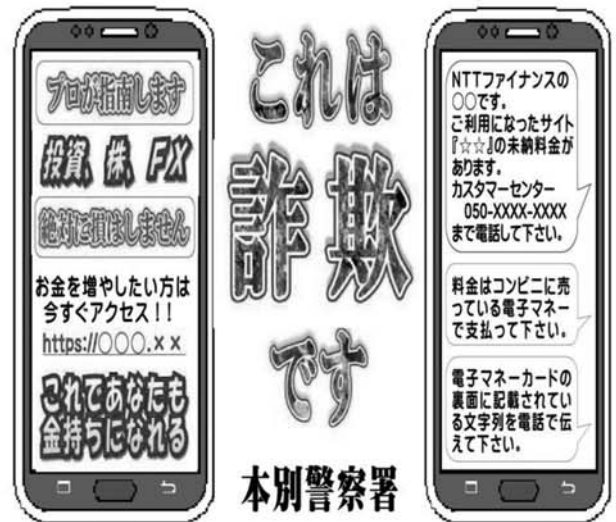 プロが指南します
投資、株、FX
絶対に損はしません
お金を増やしたい方は
今すぐアクセス！！
https://〇〇〇.××
これであなたも
金持ちになれる
これは
詐欺
です
本別警察署
NTTファイナンスの
〇〇です。
ご利用になったサイト
『☆☆』の未納料金が
あります。
カスタマーセンター
050-XXXX-XXXX
まで電話して下さい。
料金はコンビニに売
っている電子マネー
で支払って下さい。
電子マネーカードの
裏面に記載されてい
る文字列を電話で伝
えて下さい。